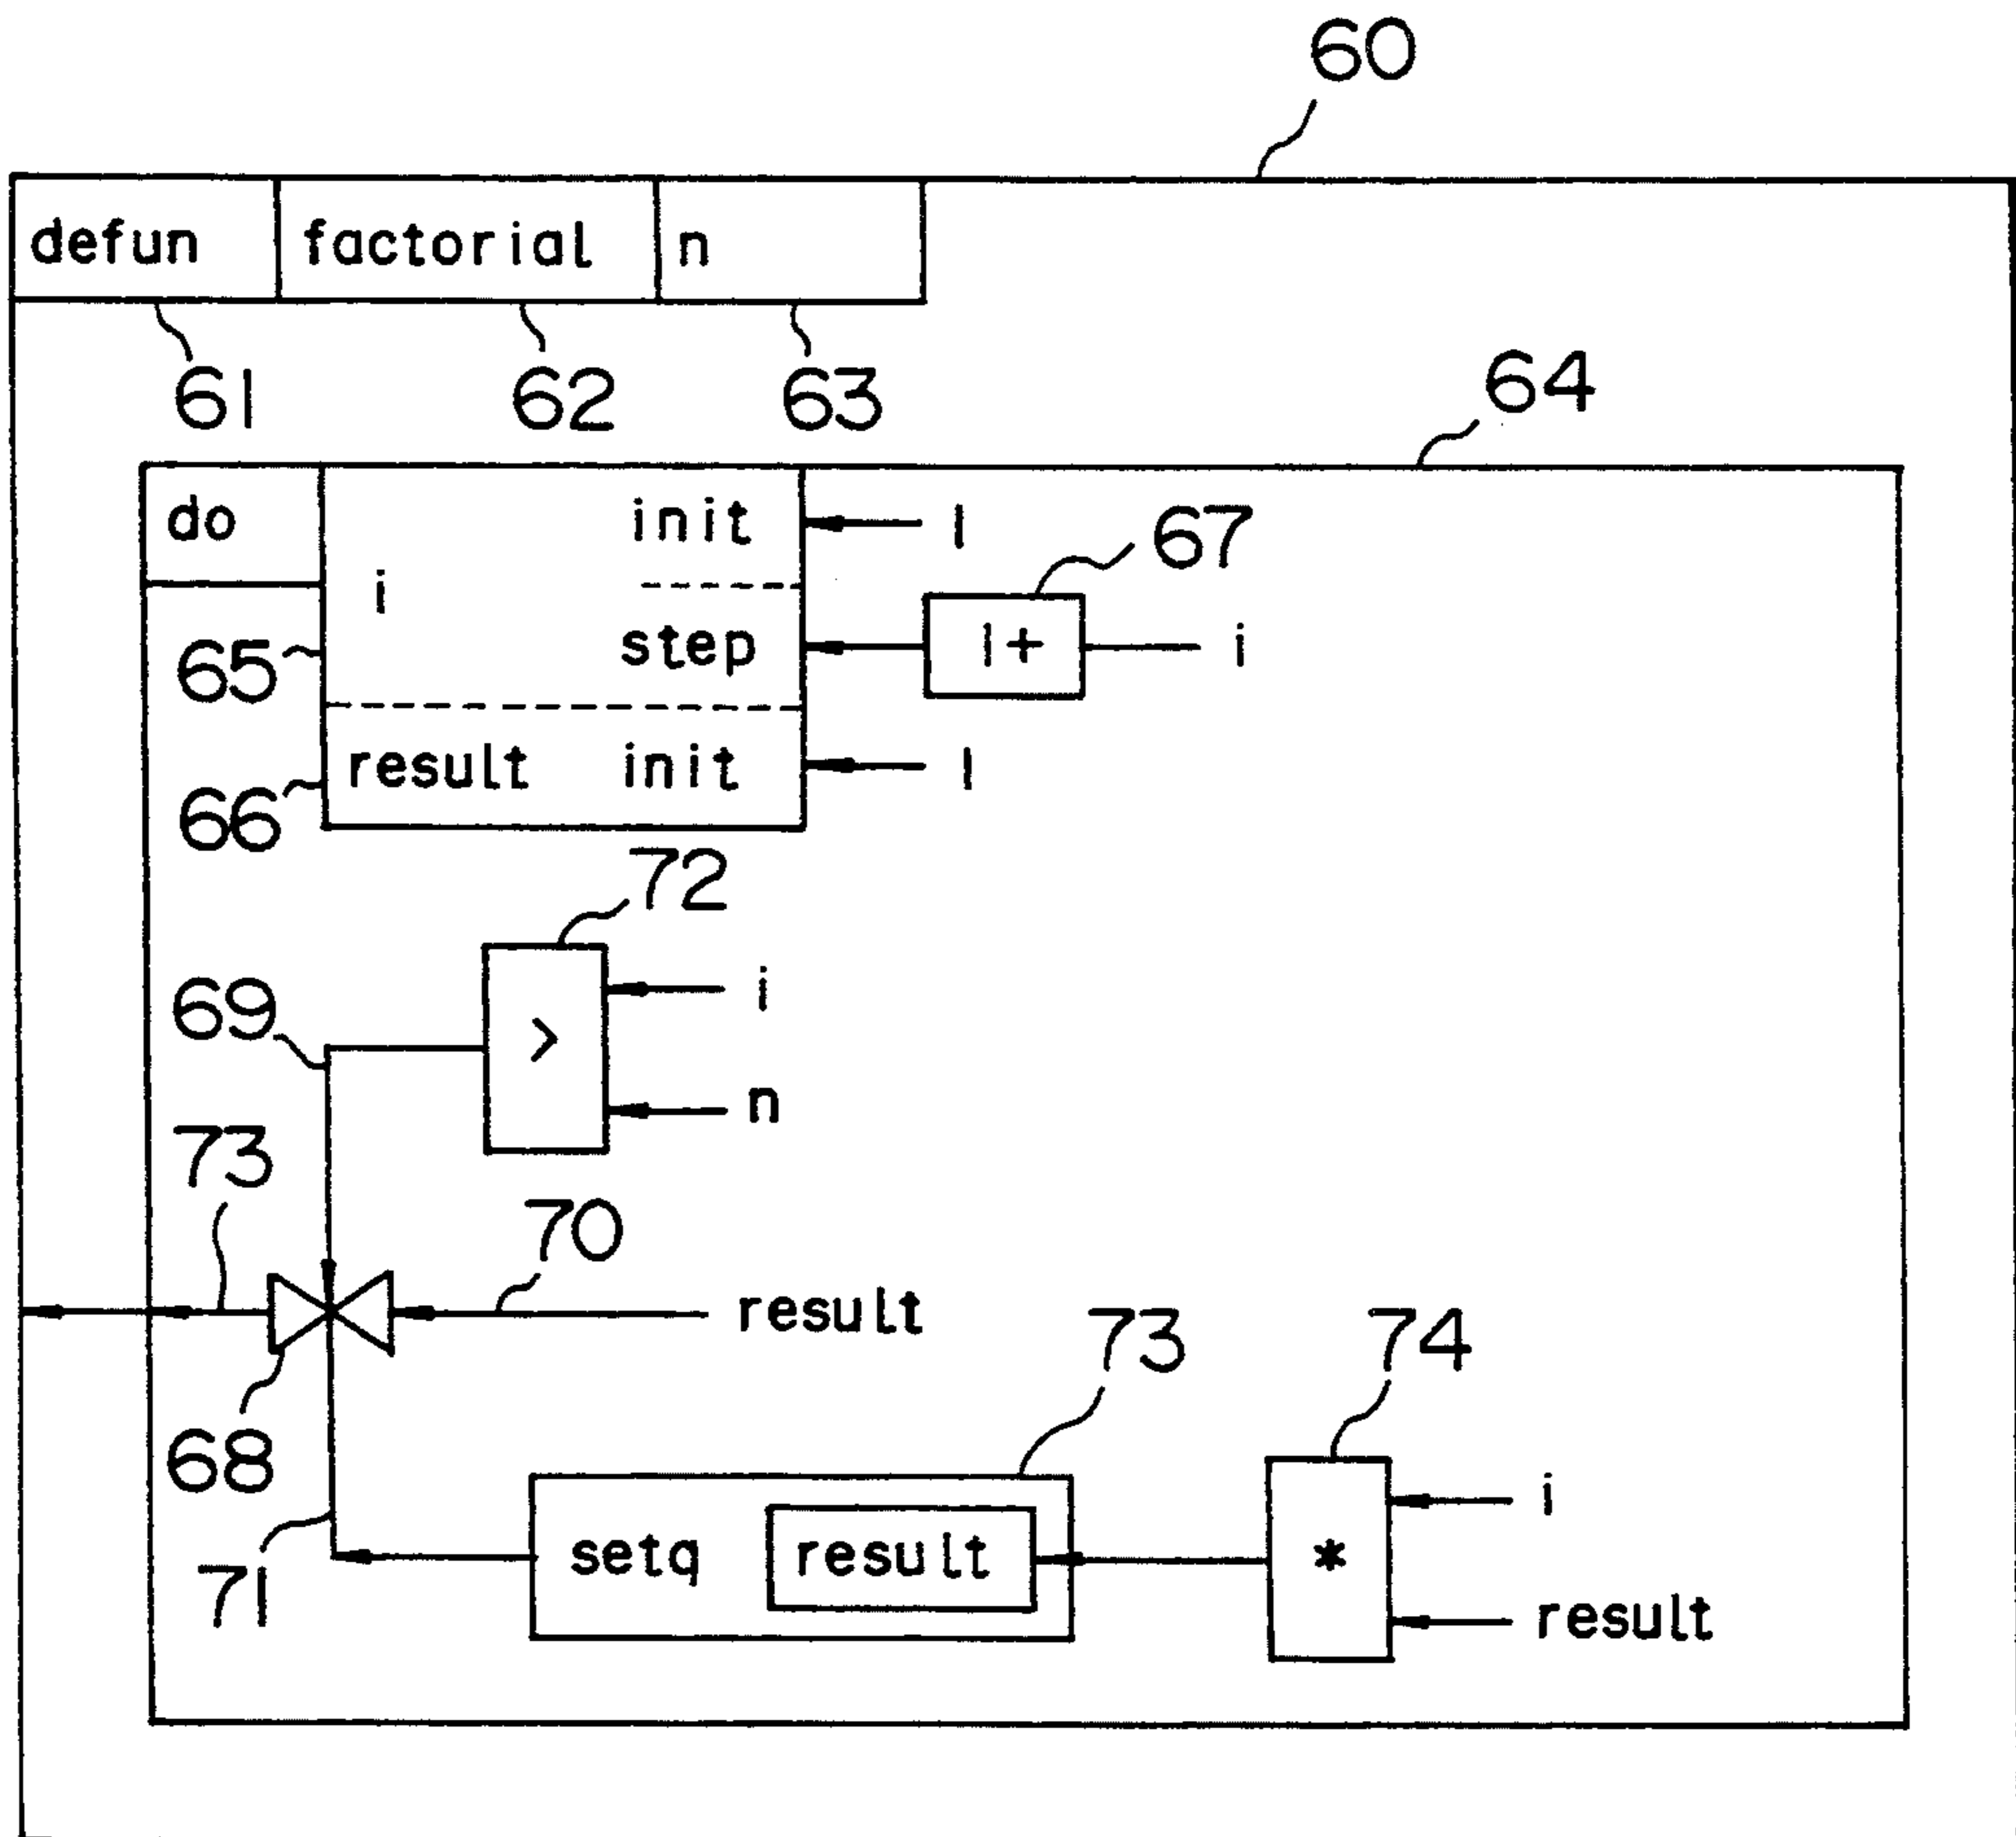 60
defun factorial n
61 62 63
64
do init 1
67
i
step 1+ i
65
result init 1
66
72
i
69
>
n
73
70
result
73 74
68
i
setq result *
71
result